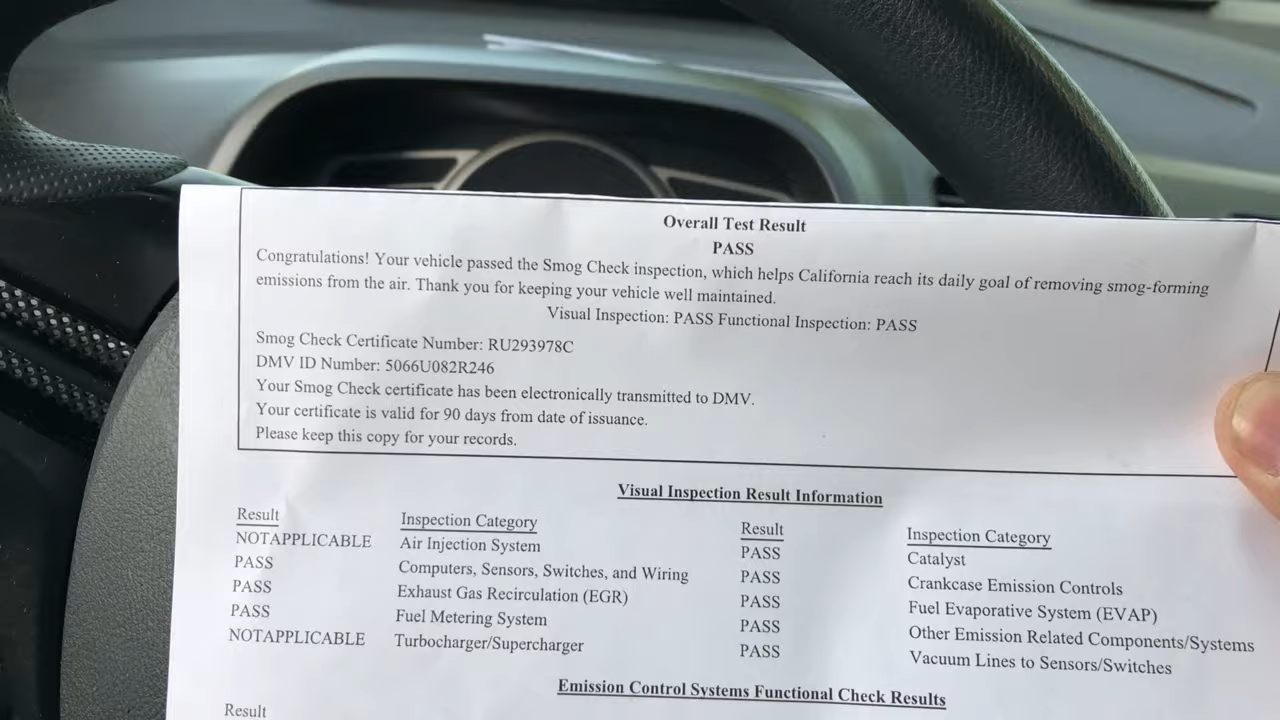 Overall Test Result
PASS
Congratulations! Your vehicle passed the Smog Check inspection, which helps California reach its daily goal of removing smog-forming
emissions from the air. Thank you for keeping your vehicle well maintained.
Visual Inspection: PASS Functional Inspection: PASS
Smog Check Certificate Number: RU293978C
DMV ID Number: 5066U082R246
Your Smog Check certificate has been electronically transmitted to DMV.
Your certificate is valid for 90 days from date of issuance.
Please keep this copy for your records.
Visual Inspection Result Information
Result Inspection Category Result Inspection Category
NOTAPPLICABLE Air Injection System PASS Catalyst
PASS Computers, Sensors, Switches, and Wiring PASS Crankcase Emission Controls
PASS Exhaust Gas Recirculation (EGR) PASS Fuel Evaporative System (EVAP)
PASS Fuel Metering System PASS Other Emission Related Components/Systems
NOTAPPLICABLE Turbocharger/Supercharger PASS Vacuum Lines to Sensors/Switches
Emission Control Systems Functional Check Results
Result